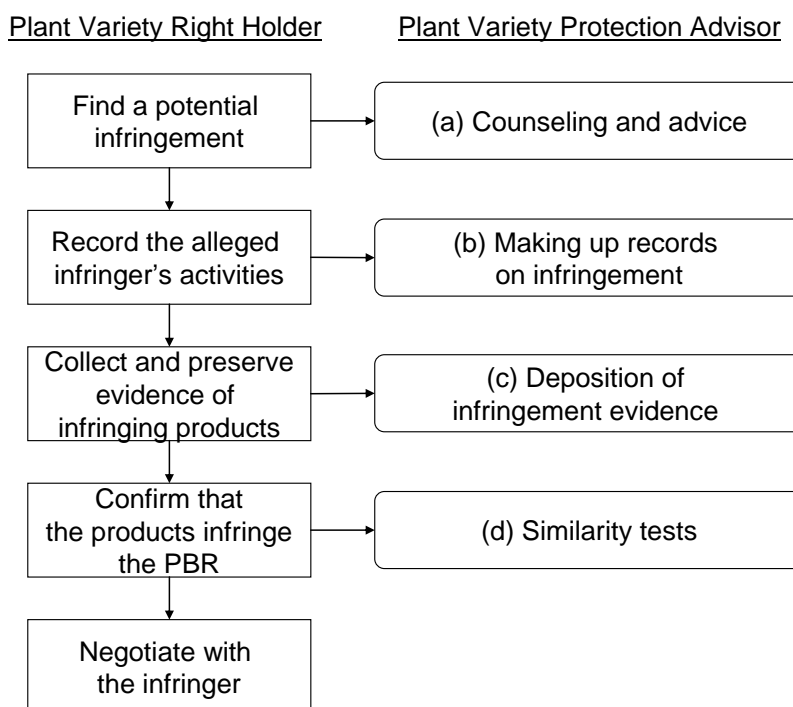 Plant Variety Right Holder
Plant Variety Protection Advisor
Find a potential
infringement
(a) Counseling and advice
Record the alleged
infringer’s activities
(b) Making up records
on infringement
Collect and preserve
evidence of
infringing products
(c) Deposition of
infringement evidence
Confirm that
the products infringe
the PBR
(d) Similarity tests
Negotiate with
the infringer